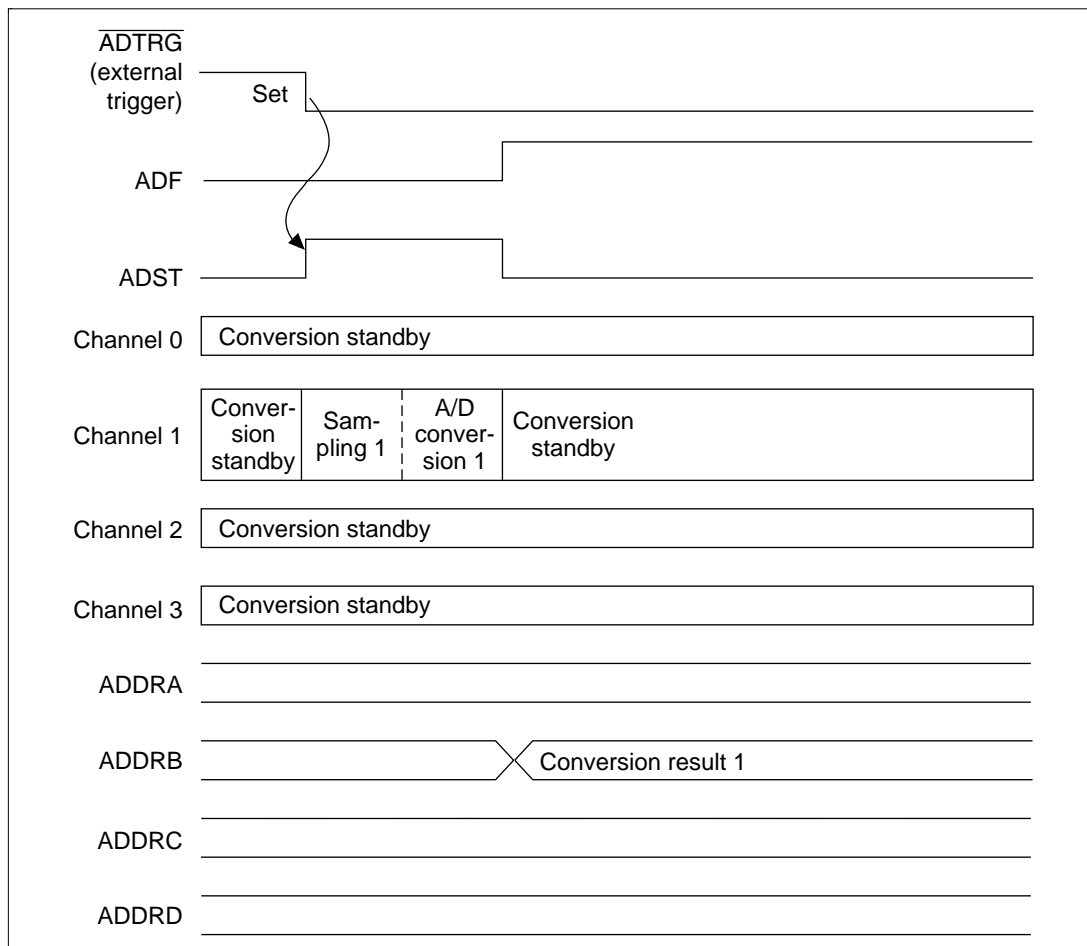 ADTRG
(external
trigger)
Set
ADF
ADST
Channel 0
Conversion standby
Channel 1
Conver-
sion
standby
Sam-
pling 1
A/D
conver-
sion 1
Conversion
standby
Channel 2
Conversion standby
Channel 3
Conversion standby
ADDRA
ADDRB
Conversion result 1
ADDRC
ADDRD